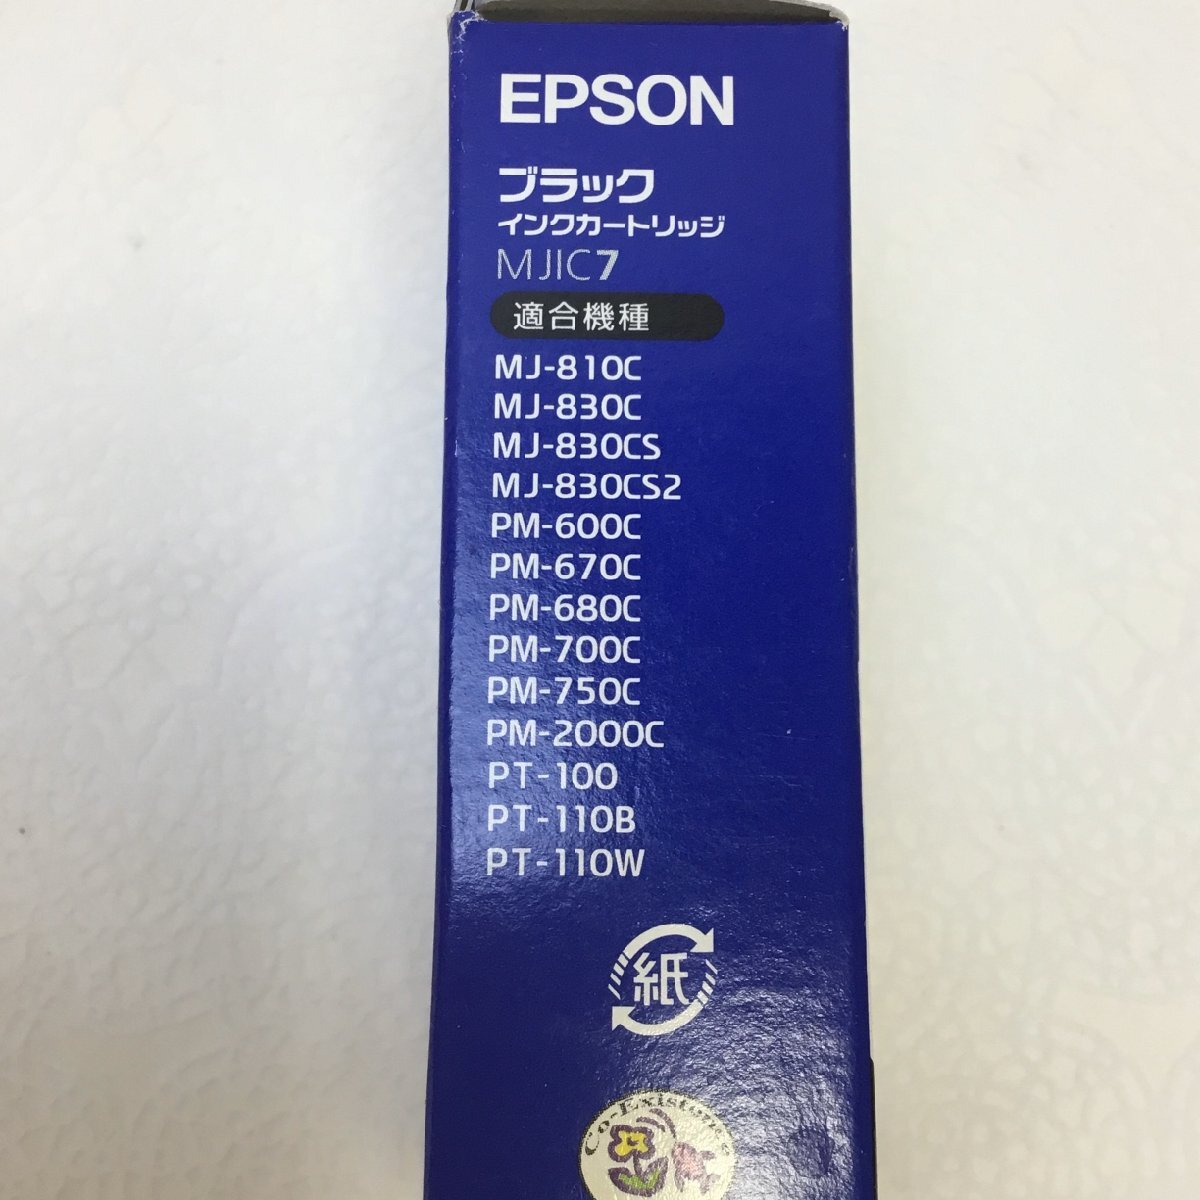 EPSON
ブラック
インクカートリッジ
MJIC7
適合機種
MJ-810C
MJ-830C
MJ-830CS
MJ-830CS2
PM-600C
PM-670C
PM-680C
PM-700C
PM-750C
PM-2000C
PT-100
PT-110B
PT-110W
紙
Co-Existence